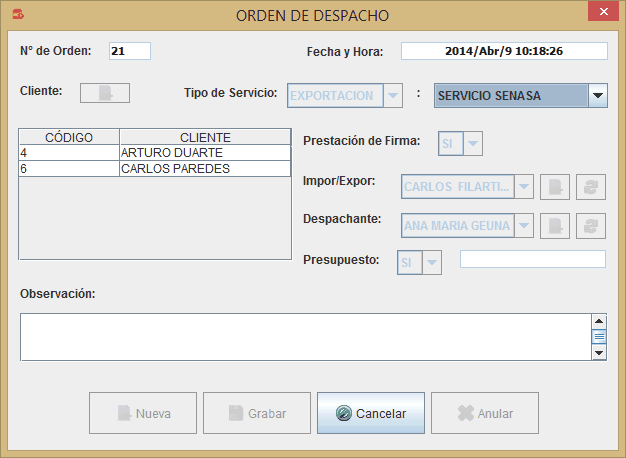 ORDEN DE DESPACHO
Nº de Orden: 21 Fecha y Hora: 2014/Abr/9 10:18:26
Cliente: Tipo de Servicio: EXPORTACION : SERVICIO SENASA
CÓDIGO CLIENTE
4 ARTURO DUARTE
6 CARLOS PAREDES
Prestación de Firma: SI
Impor/Expor: CARLOS FILARTI...
Despachante: ANA MARIA GEUNA
Presupuesto: SI
Observación:
Nueva Grabar Cancelar Anular